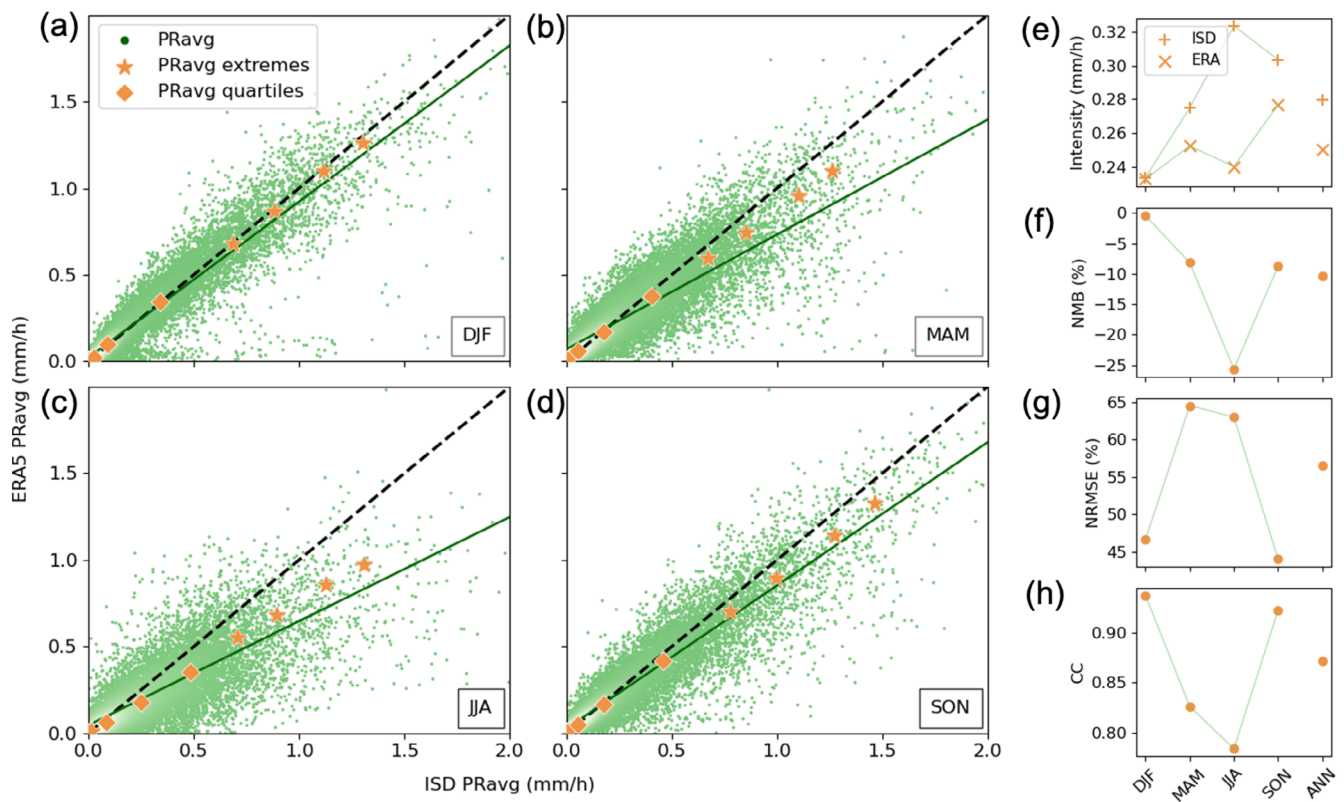 (a)
PRavg
PRavg extremes
PRavg quartiles
1.5
1.0
0.5
0.0
DJF
(b)
MAM
(c)
1.5
1.0
0.5
0.0
0.0 0.5 1.0 1.5 2.0
JJA
(d)
0.0 0.5 1.0 1.5 2.0
SON
ERA5 PRavg (mm/h)
ISD PRavg (mm/h)
(e)
ISD
ERA
Intensity (mm/h)
0.32
0.30
0.28
0.26
0.24
(f)
NMB (%)
0
−5
−10
−15
−20
−25
(g)
NRMSE (%)
65
60
55
50
45
(h)
CC
0.90
0.85
0.80
DJF MAM JJA SON ANN